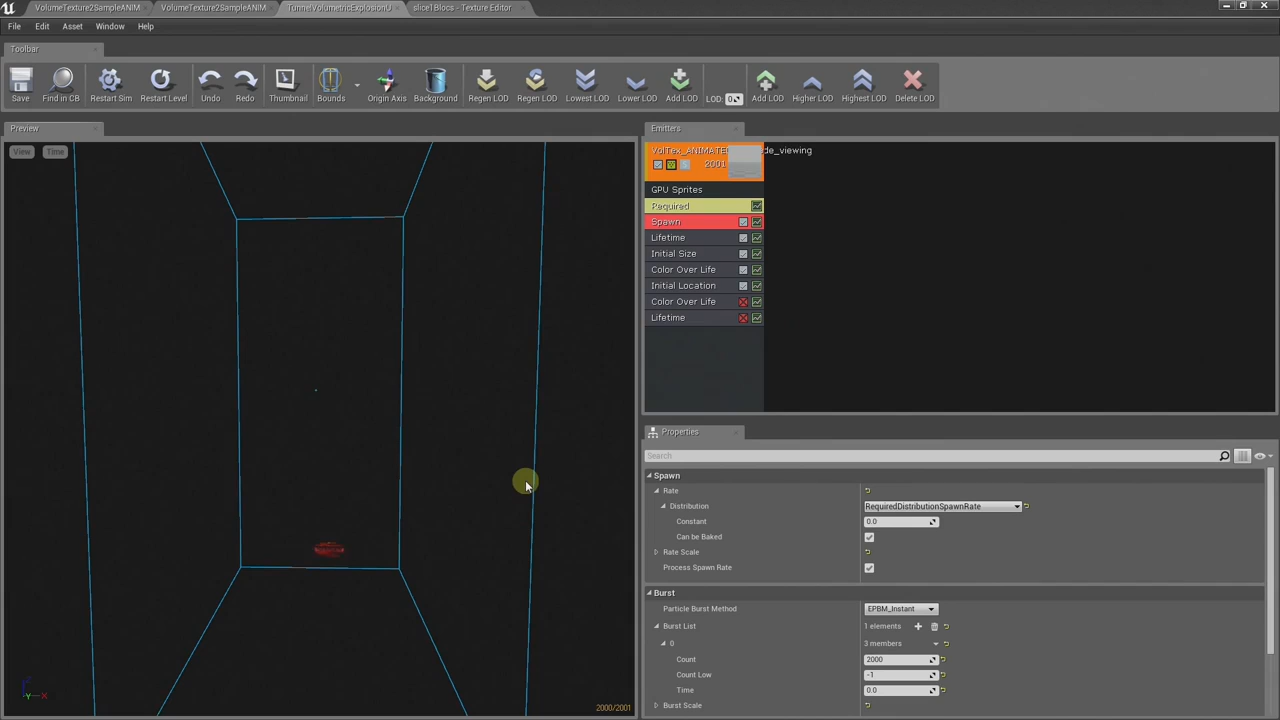 VolumeTexture2SampleANIM
VolumeTexture2SampleANIM
TunnelVolumetricExplosionU
slice1Blocs - Texture Editor
File
Edit
Asset
Window
Help
Toolbar
Save
Find in CB
Restart Sim
Restart Level
Undo
Redo
Thumbnail
Bounds
Origin Axis
Background
Regen LOD
Regen LOD
Lowest LOD
Lower LOD
Add LOD
LOD: 0
Add LOD
Higher LOD
Highest LOD
Delete LOD
Preview
View
Time
2000/2001
Emitters
2001
GPU Sprites
Required
Spawn
Lifetime
Initial Size
Color Over Life
Initial Location
Color Over Life
Lifetime
Properties
Search
Spawn
Rate
Distribution
RequiredDistributionSpawnRate
Constant
0.0
Can be Baked
Rate Scale
Process Spawn Rate
Burst
Particle Burst Method
EPBM_Instant
Burst List
1 elements
0
3 members
Count
2000
Count Low
-1
Time
0.0
Burst Scale